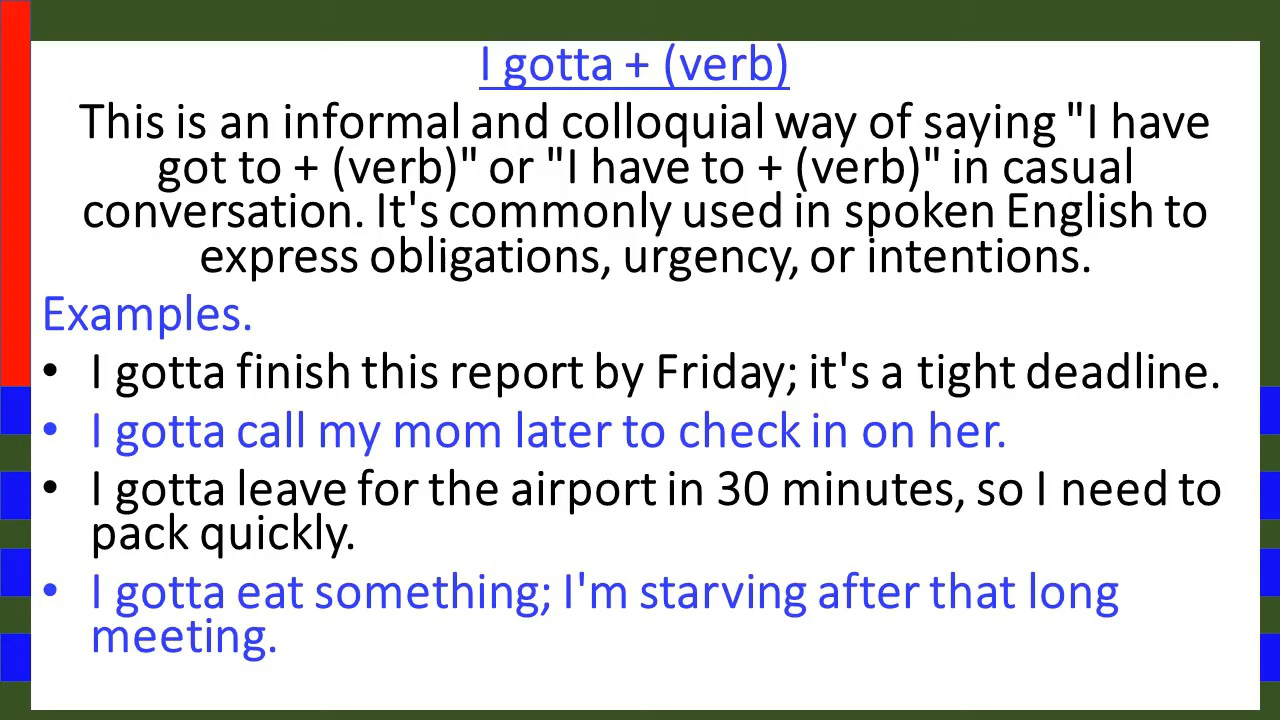 I gotta + (verb)
This is an informal and colloquial way of saying "I have
got to + (verb)" or "I have to + (verb)" in casual
conversation. It's commonly used in spoken English to
express obligations, urgency, or intentions.
Examples.
• I gotta finish this report by Friday; it's a tight deadline.
• I gotta call my mom later to check in on her.
• I gotta leave for the airport in 30 minutes, so I need to
pack quickly.
• I gotta eat something; I'm starving after that long
meeting.